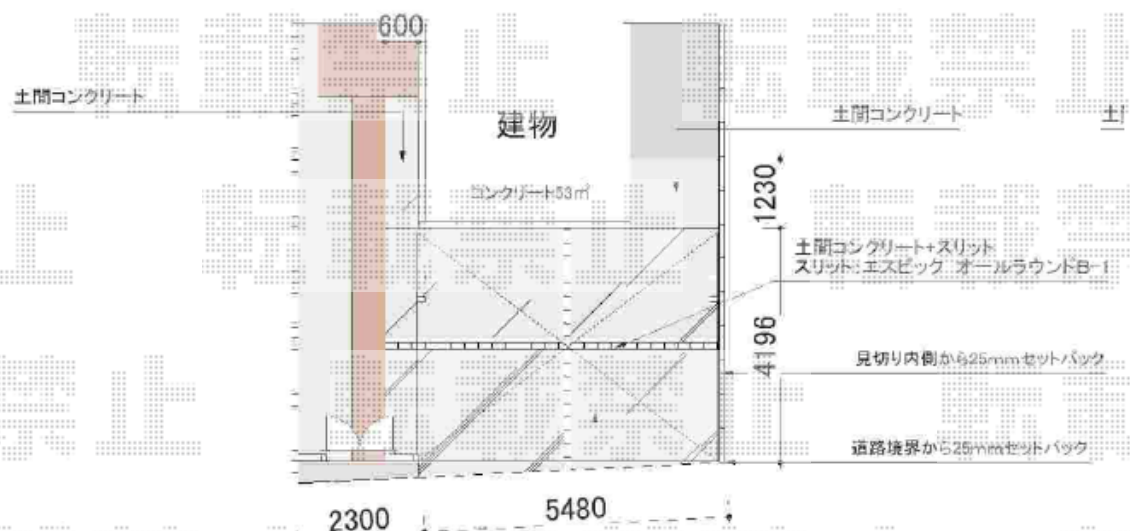 600
土間コンクリート
建物
土間コンクリート
コンクリート53㎡
1230
土間コンクリート+スリット
スリット:エスビック オールラウンドB-1
4196
見切り内側から25mmセットバック
道路境界から25mmセットバック
2300
5480
転載禁止